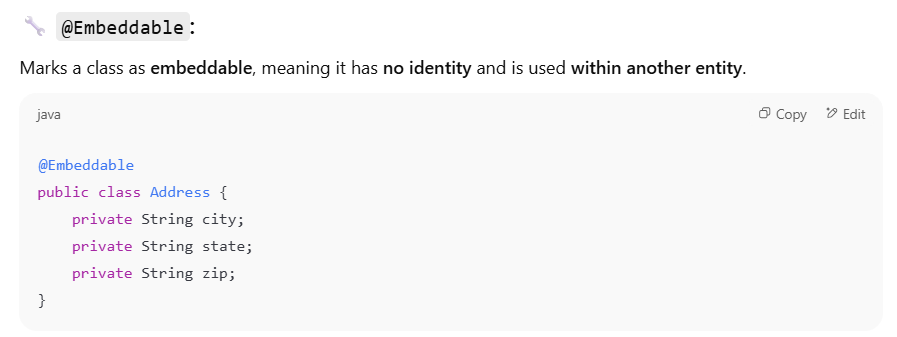 🔧 @Embeddable:
Marks a class as embeddable, meaning it has no identity and is used within another entity.
java
Copy Edit
@Embeddable
public class Address {
    private String city;
    private String state;
    private String zip;
}